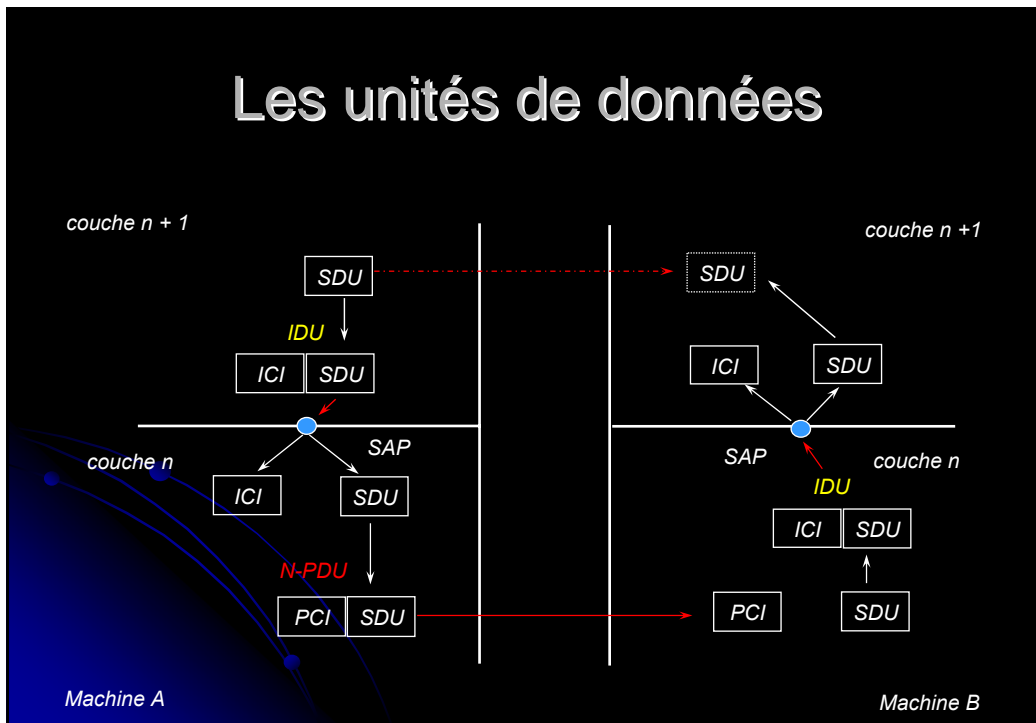 Les unités de données
couche n + 1
couche n +1
SDU
SDU
IDU
ICI SDU
ICI
SDU
SAP
SAP
couche n
couche n
ICI
SDU
IDU
ICI SDU
N-PDU
PCI SDU
PCI
SDU
Machine A
Machine B